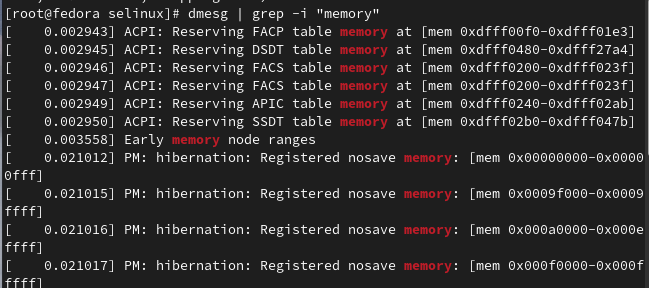 [root@fedora selinux]# dmesg | grep -i "memory"
[    0.002943] ACPI: Reserving FACP table memory at [mem 0xdfff00f0-0xdfff01e3]
[    0.002945] ACPI: Reserving DSDT table memory at [mem 0xdfff0480-0xdfff27a4]
[    0.002946] ACPI: Reserving FACS table memory at [mem 0xdfff0200-0xdfff023f]
[    0.002947] ACPI: Reserving FACS table memory at [mem 0xdfff0200-0xdfff023f]
[    0.002949] ACPI: Reserving APIC table memory at [mem 0xdfff0240-0xdfff02ab]
[    0.002950] ACPI: Reserving SSDT table memory at [mem 0xdfff02b0-0xdfff047b]
[    0.003558] Early memory node ranges
[    0.021012] PM: hibernation: Registered nosave memory: [mem 0x00000000-0x0000
0fff]
[    0.021015] PM: hibernation: Registered nosave memory: [mem 0x0009f000-0x0009
ffff]
[    0.021016] PM: hibernation: Registered nosave memory: [mem 0x000a0000-0x000e
ffff]
[    0.021017] PM: hibernation: Registered nosave memory: [mem 0x000f0000-0x000f
ffff]